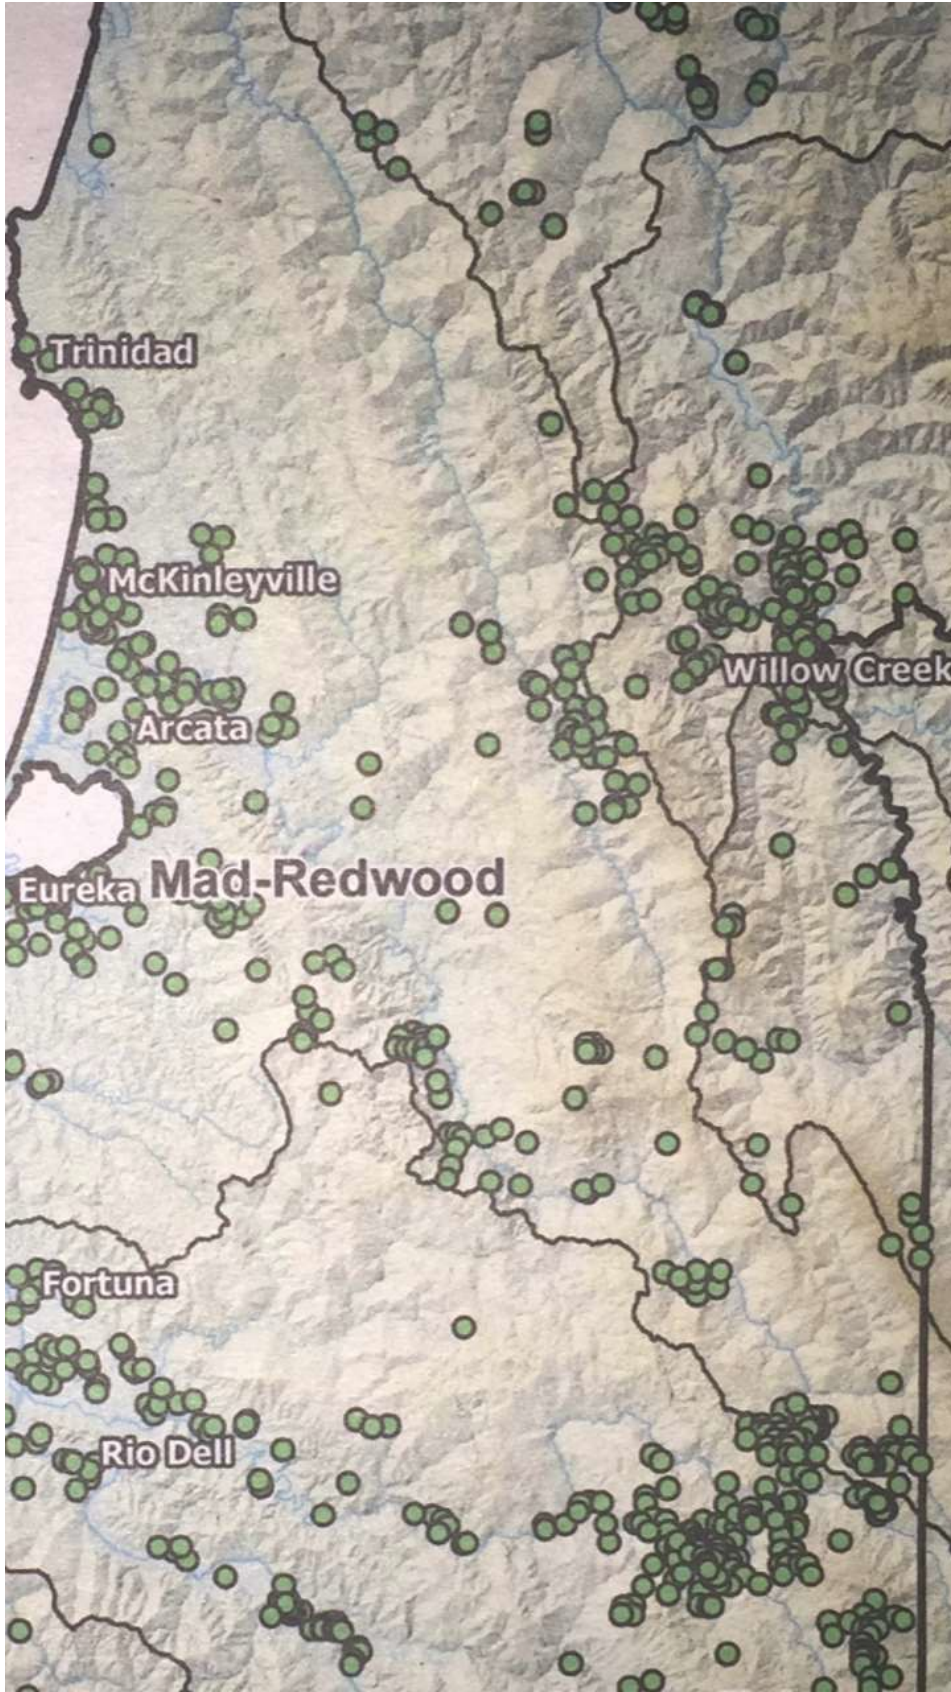 Trinidad
McKinleyville
Willow Creek
Arcata
Mad-Redwood
Eureka
Fortuna
Rio Dell